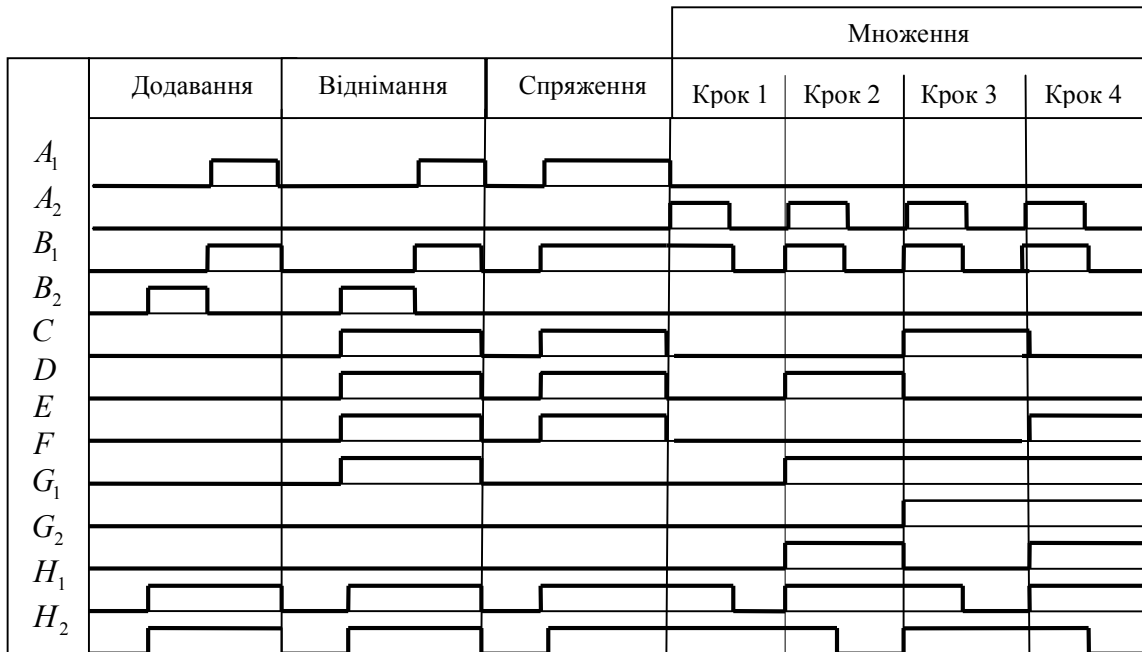 Множення
Додавання Віднімання Спряження Крок 1 Крок 2 Крок 3 Крок 4
A₁
A₂
B₁
B₂
C
D
E
F
G₁
G₂
H₁
H₂